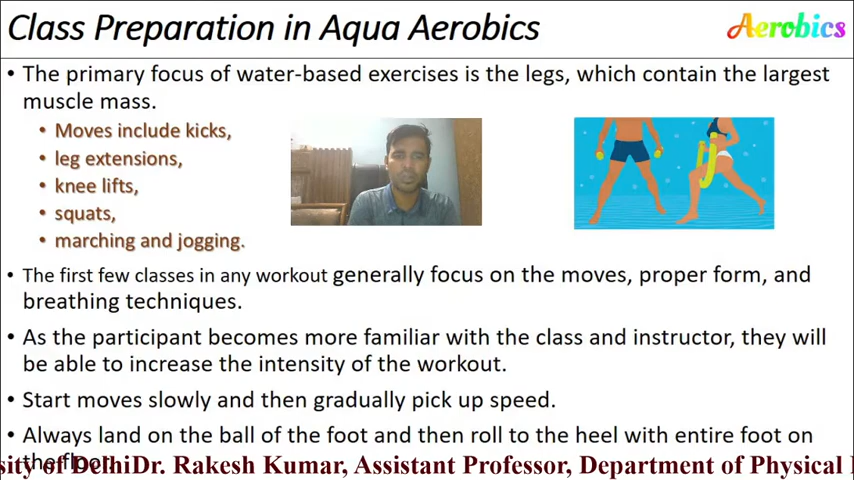 Class Preparation in Aqua Aerobics
Aerobics
• The primary focus of water-based exercises is the legs, which contain the largest
muscle mass.
• Moves include kicks,
• leg extensions,
• knee lifts,
• squats,
• marching and jogging.
• The first few classes in any workout generally focus on the moves, proper form, and
breathing techniques.
• As the participant becomes more familiar with the class and instructor, they will
be able to increase the intensity of the workout.
• Start moves slowly and then gradually pick up speed.
• Always land on the ball of the foot and then roll to the heel with entire foot on
the floor.
sity of Delhi Dr. Rakesh Kumar, Assistant Professor, Department of Physical